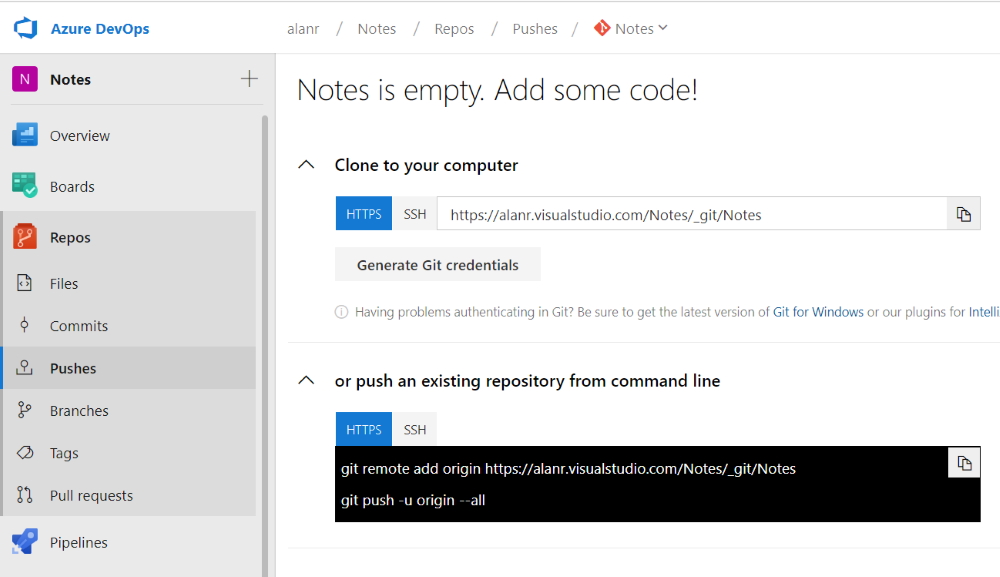 Azure DevOps
alanr / Notes / Repos / Pushes / Notes
N Notes
Overview
Boards
Repos
Files
Commits
Pushes
Branches
Tags
Pull requests
Pipelines
Notes is empty. Add some code!
Clone to your computer
HTTPS SSH https://alanr.visualstudio.com/Notes/_git/Notes
Generate Git credentials
Having problems authenticating in Git? Be sure to get the latest version of Git for Windows or our plugins for Intelli
or push an existing repository from command line
HTTPS SSH
git remote add origin https://alanr.visualstudio.com/Notes/_git/Notes
git push -u origin --all